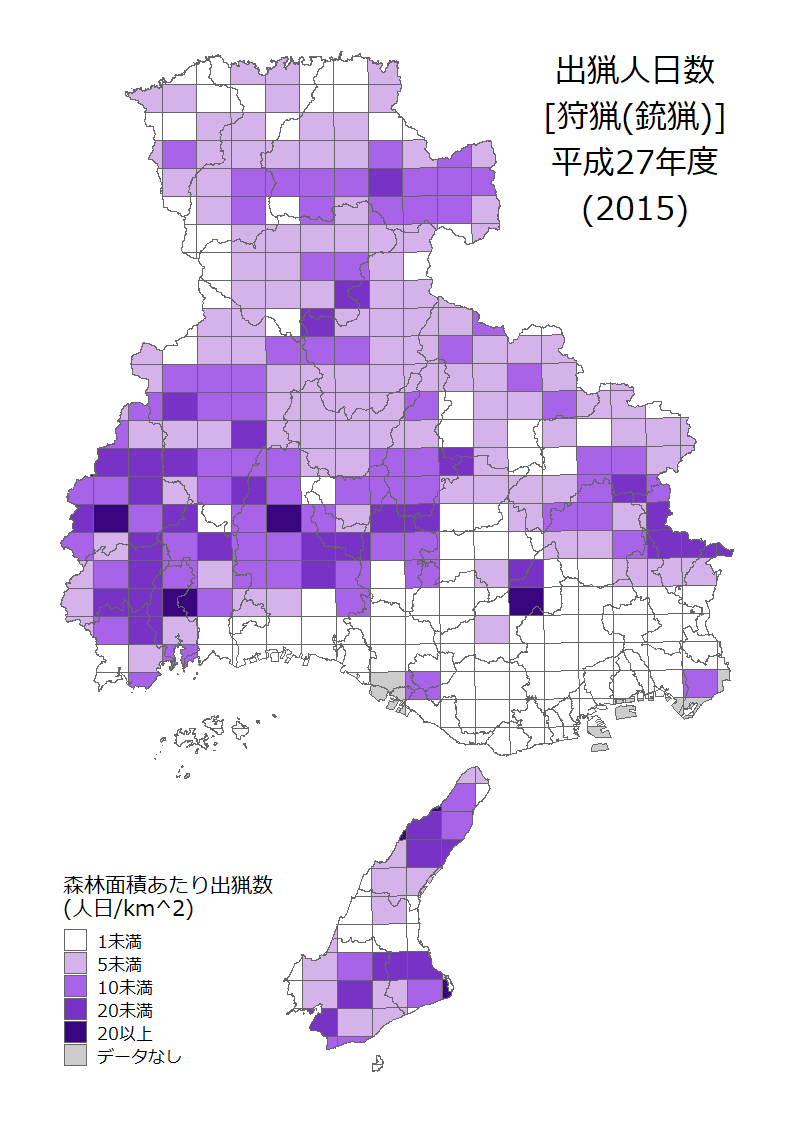 出猟人日数
[狩猟(銃猟)]
平成27年度
(2015)
森林面積あたり出猟数
(人日/km^2)
1未満
5未満
10未満
20未満
20以上
データなし